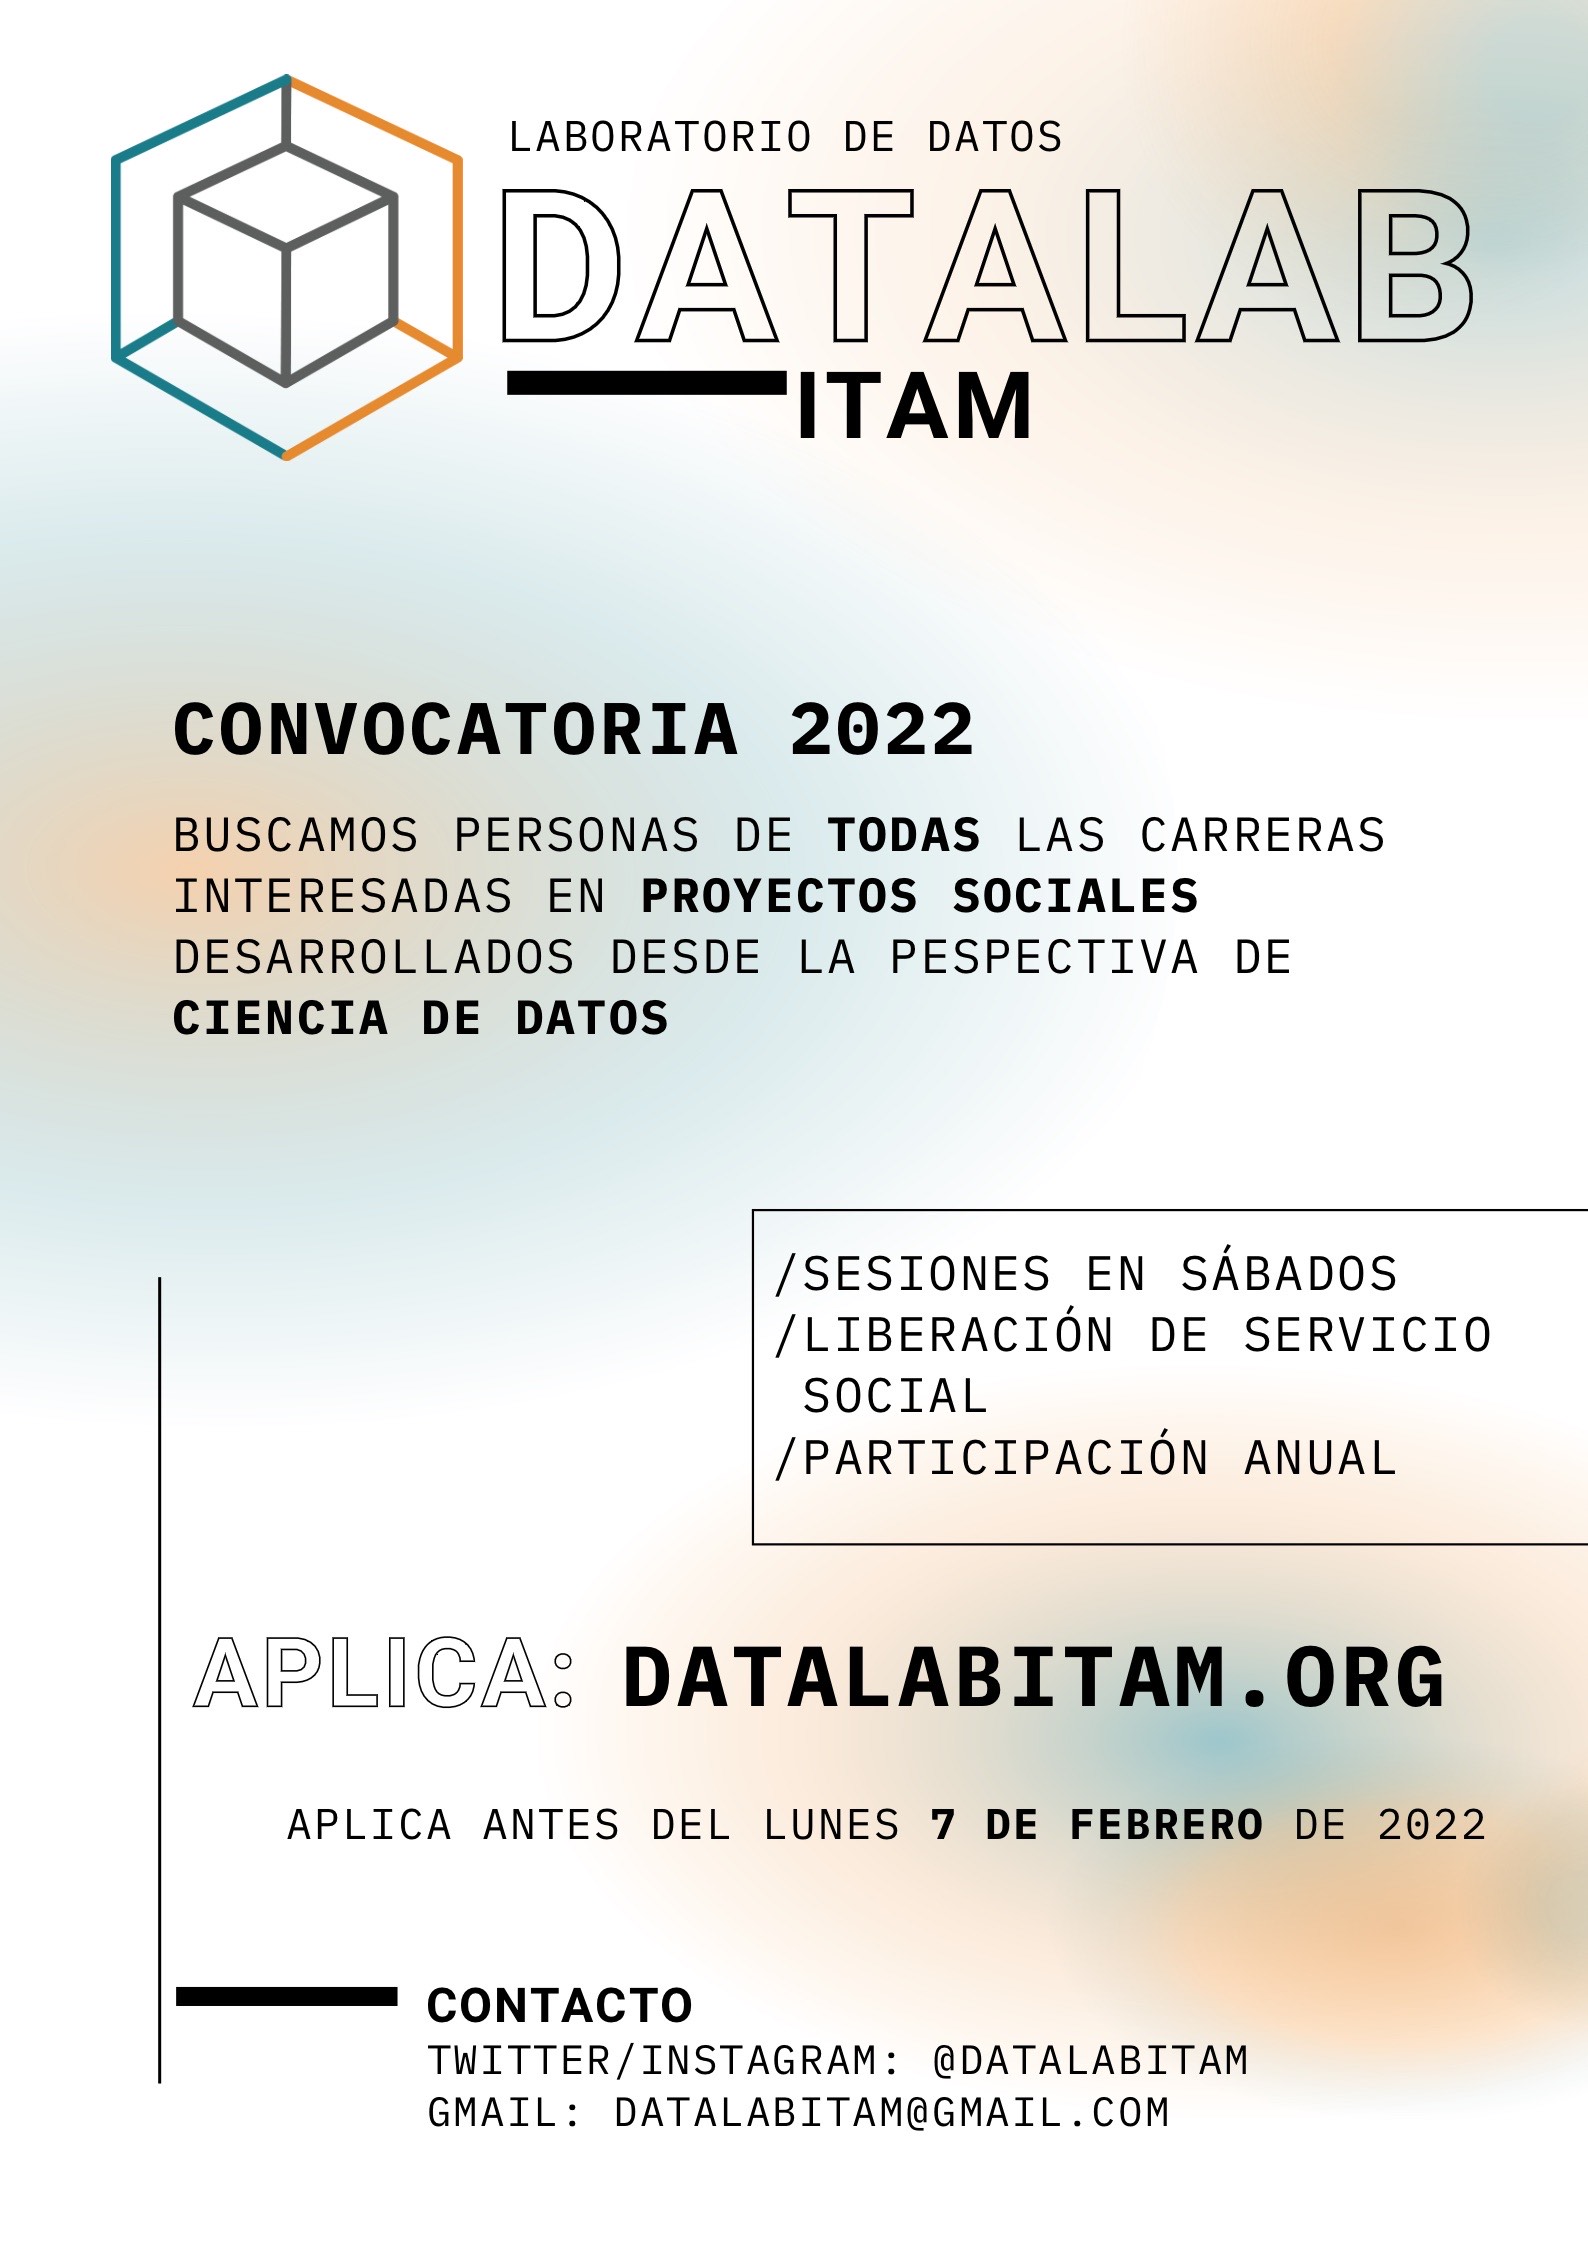 LABORATORIO DE DATOS
DATALAB
ITAM
CONVOCATORIA 2022
BUSCAMOS PERSONAS DE TODAS LAS CARRERAS
INTERESADAS EN PROYECTOS SOCIALES
DESARROLLADOS DESDE LA PESPECTIVA DE
CIENCIA DE DATOS
/SESIONES EN SÁBADOS
/LIBERACIÓN DE SERVICIO
SOCIAL
/PARTICIPACIÓN ANUAL
APLICA: DATALABITAM.ORG
APLICA ANTES DEL LUNES 7 DE FEBRERO DE 2022
CONTACTO
TWITTER/INSTAGRAM: @DATALABITAM
GMAIL: DATALABITAM@GMAIL.COM